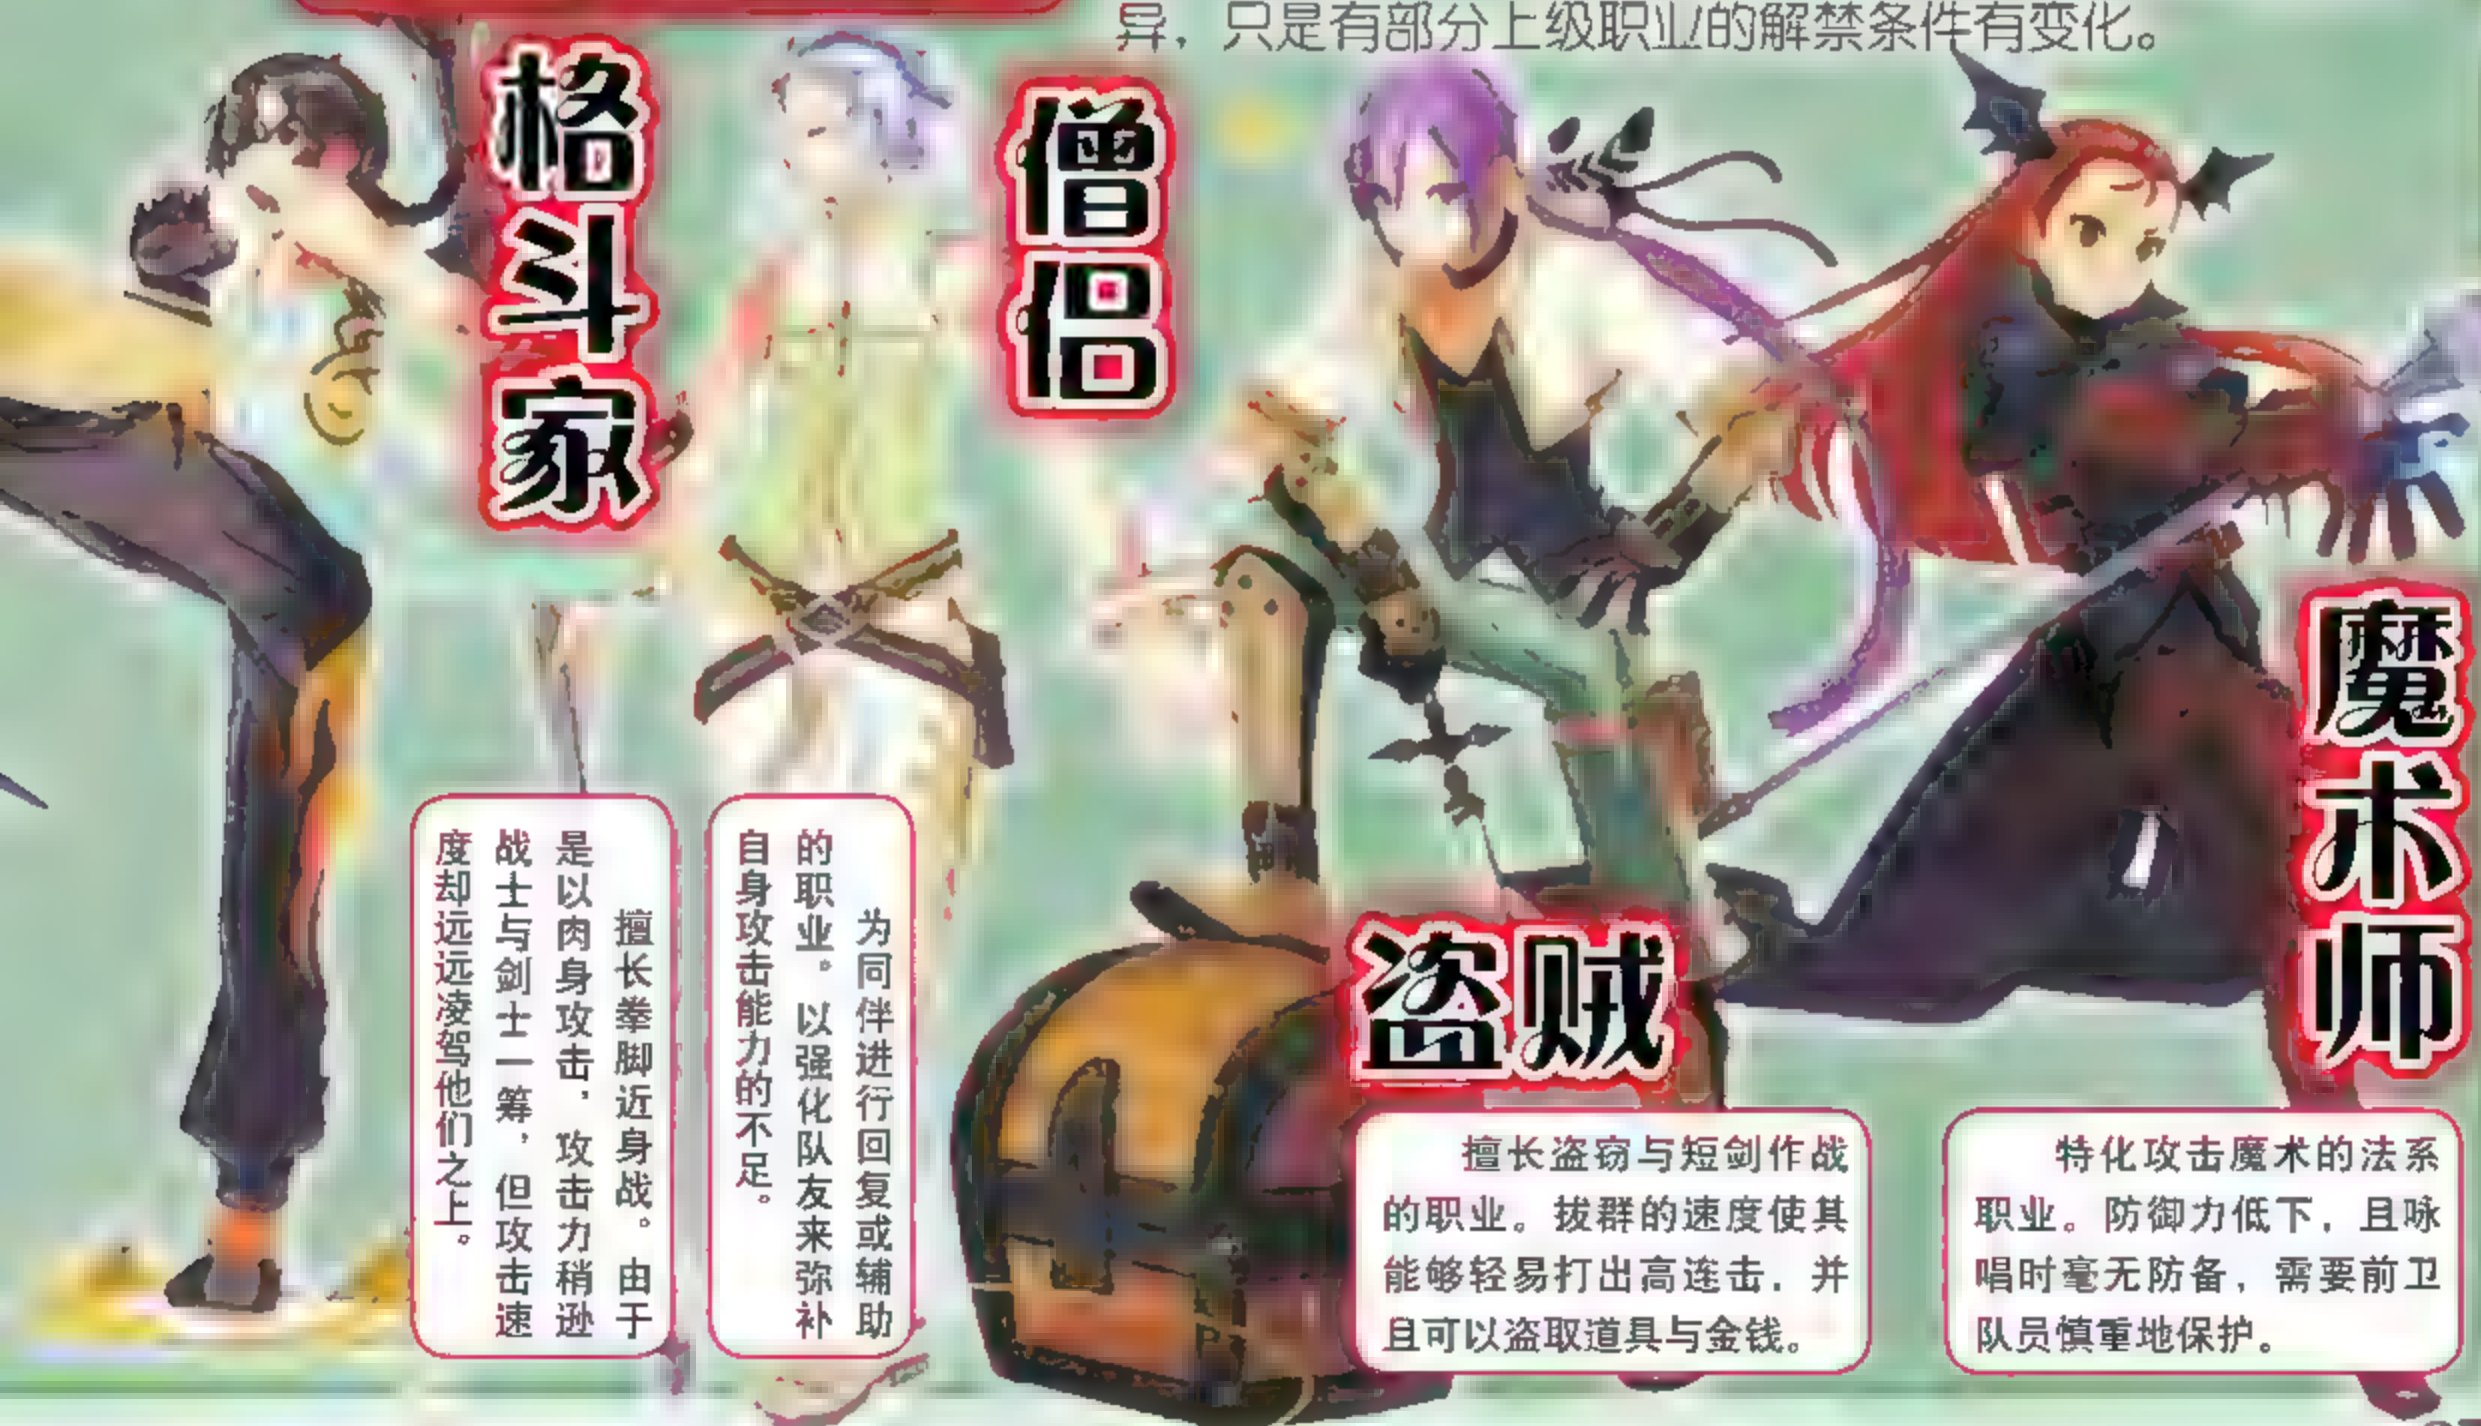 异，只是有部分上级职业的解禁条件有变化。
格斗家
擅长拳脚近身战。由于
是以肉身攻击，攻击力稍逊
战士与剑士一筹，但攻击速
度却远远凌驾他们之上。
僧侣
为同伴进行回复或辅助
的职业。以强化队友来弥补
自身攻击能力的不足。
盗贼
擅长盗窃与短剑作战
的职业。拔群的速度使其
能够轻易打出高连击，并
且可以盗取道具与金钱。
魔术师
特化攻击魔术的法系
职业。防御力低下，且咏
唱时毫无防备，需要前卫
队员慎重地保护。